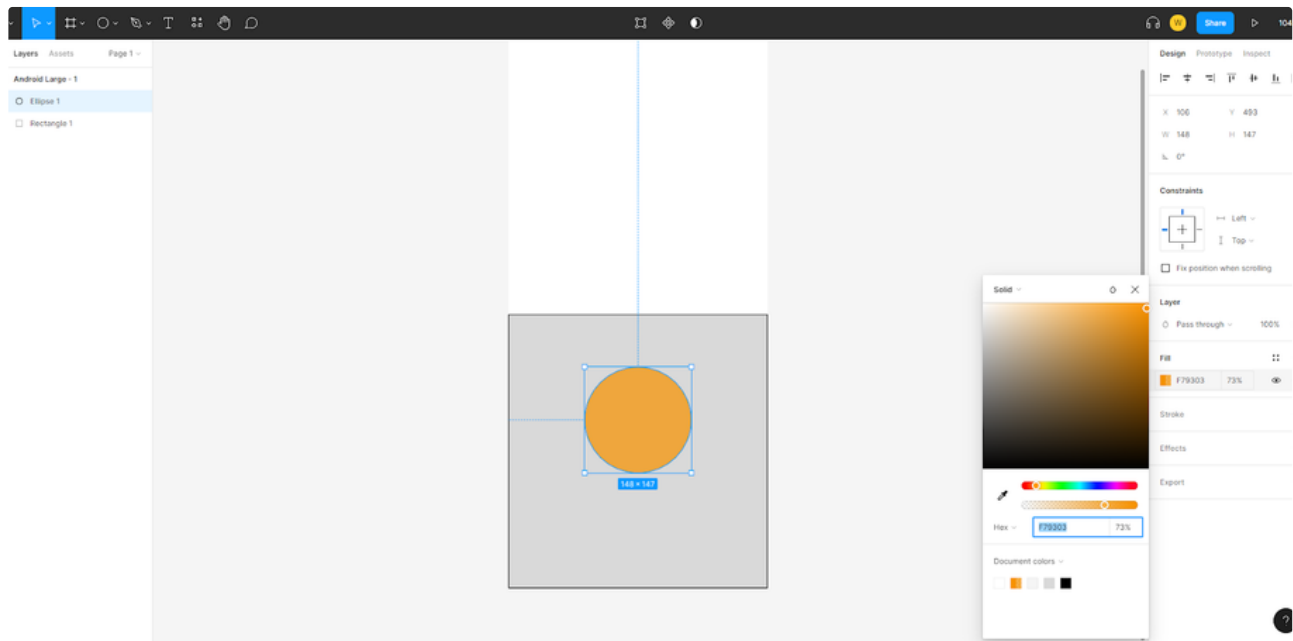 W
Share
104
Layers Assets Page 1
Design Prototype Inspect
Android Large - 1
Ellipse 1
Rectangle 1
X 106 Y 493
W 148 H 147
0°
Constraints
Left
Top
Fix position when scrolling
Solid
Layer
Pass through 100%
Fill
F79303 73%
Stroke
Effects
148 × 147
Export
Hex F79303 73%
Document colors
?